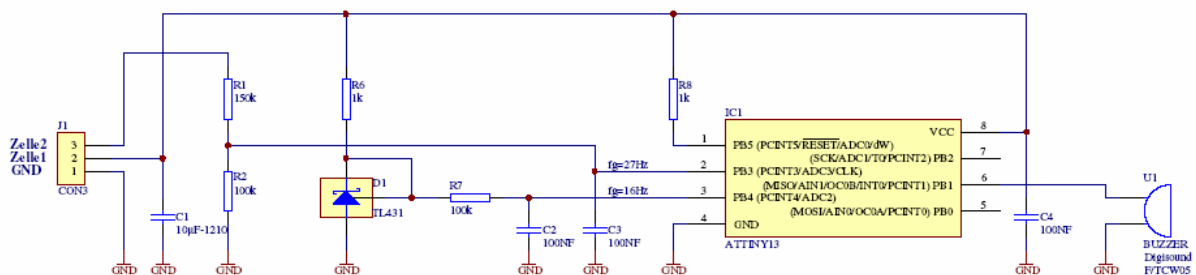 J1
Zelle2
Zelle1
GND
3
2
1
CON3
C1
10µF-1210
R1
150k
R2
100k
R6
1k
D1
TL431
R7
100k
fg=27Hz
fg=16Hz
C2
100NF
C3
100NF
R8
1k
IC1
1
2
3
4
PB5 (PCINT5/RESET/ADC0/dW)
PB3 (PCINT3/ADC3/CLK)
PB4 (PCINT4/ADC2)
GND
VCC
(SCK/ADC1/T0/PCINT2) PB2
(MISO/AIN1/OC0B/INT0/PCINT1) PB1
(MOSI/AIN0/OC0A/PCINT0) PB0
8
7
6
5
ATTINY13
C4
100NF
U1
BUZZER
Digisound
F/TCW05
GND
GND
GND
GND
GND
GND
GND
GND
GND